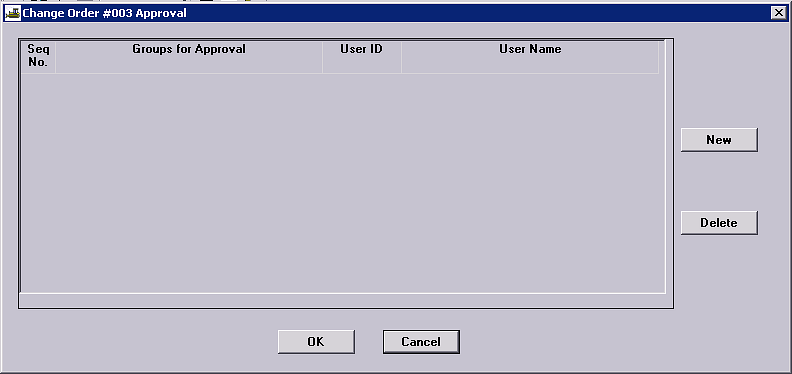 Change Order #003 Approval
Seq No. Groups for Approval User ID User Name
New
Delete
OK Cancel